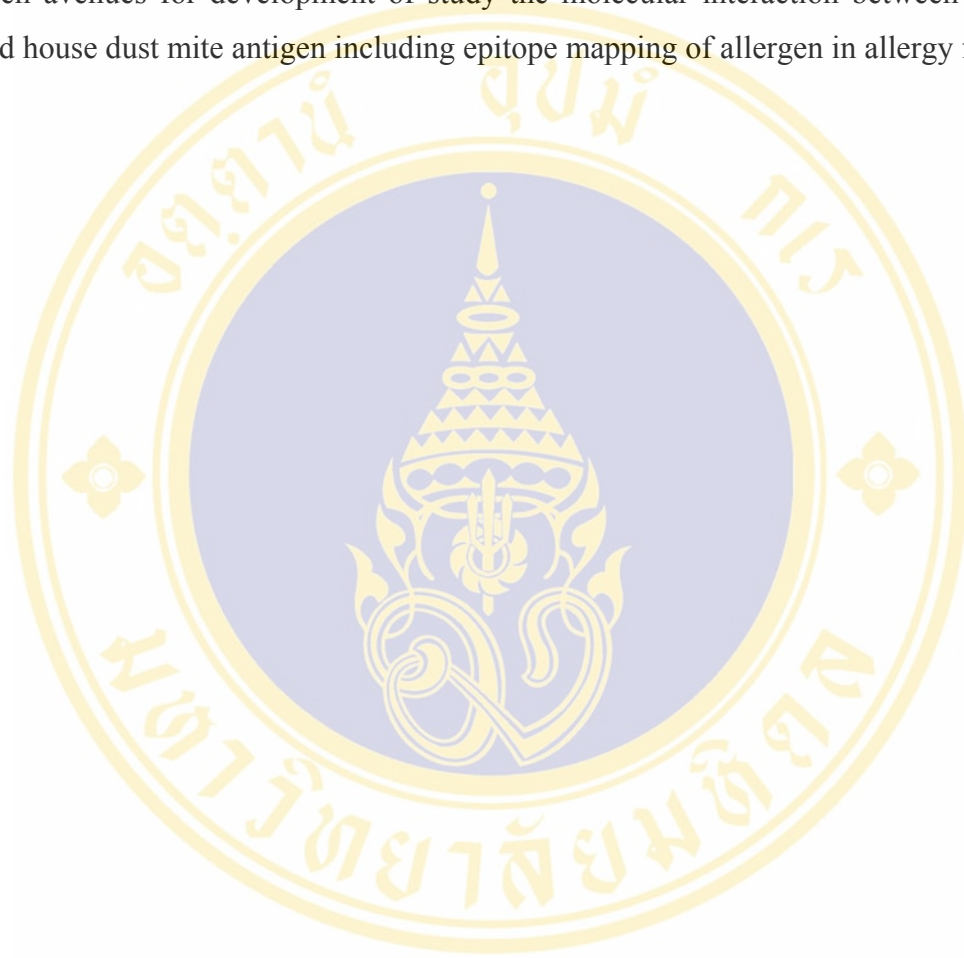 avenues for development of study the molecular interaction between
house dust mite antigen including epitope mapping of allergen in allergy
อตฺตานํ อุปมํ กเร
มหาวิทยาลัยมหิดล